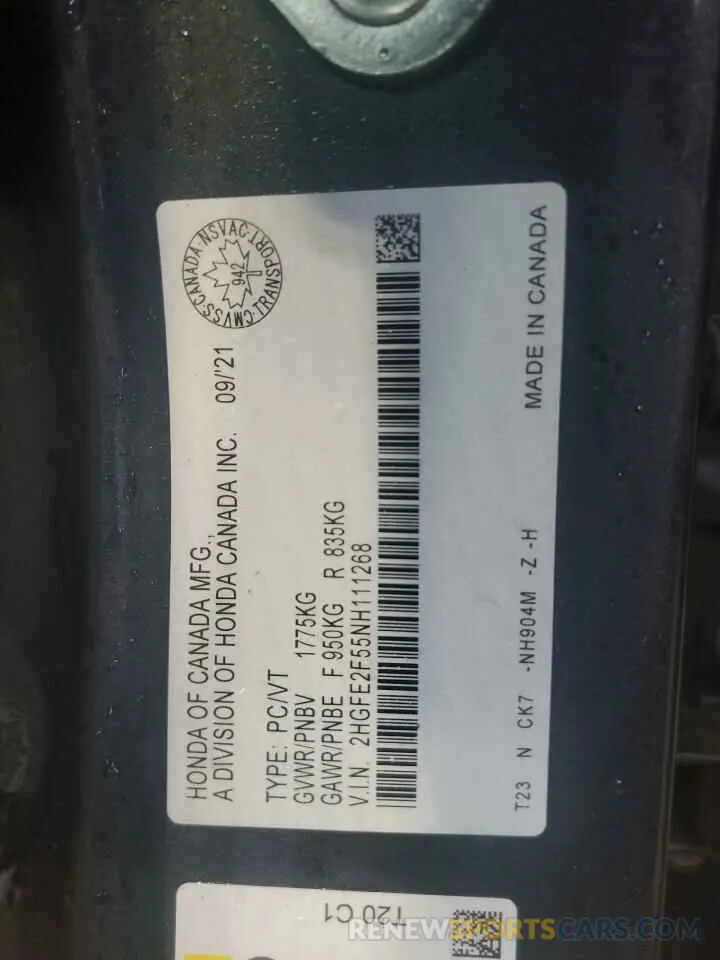 HONDA OF CANADA MFG.,
A DIVISION OF HONDA CANADA INC. 09/'21
CMVSS·CANADA·NSVAC·TRANSPORT·
942
TYPE: PC/VT
GVWR/PNBV 1775KG
GAWR/PNBE F 950KG R 835KG
V.I.N. 2HGFE2F55NH111268
T23 N CK7 -NH904M -Z -H
MADE IN CANADA
T20 C1
RENEWSPORTSCARS.COM